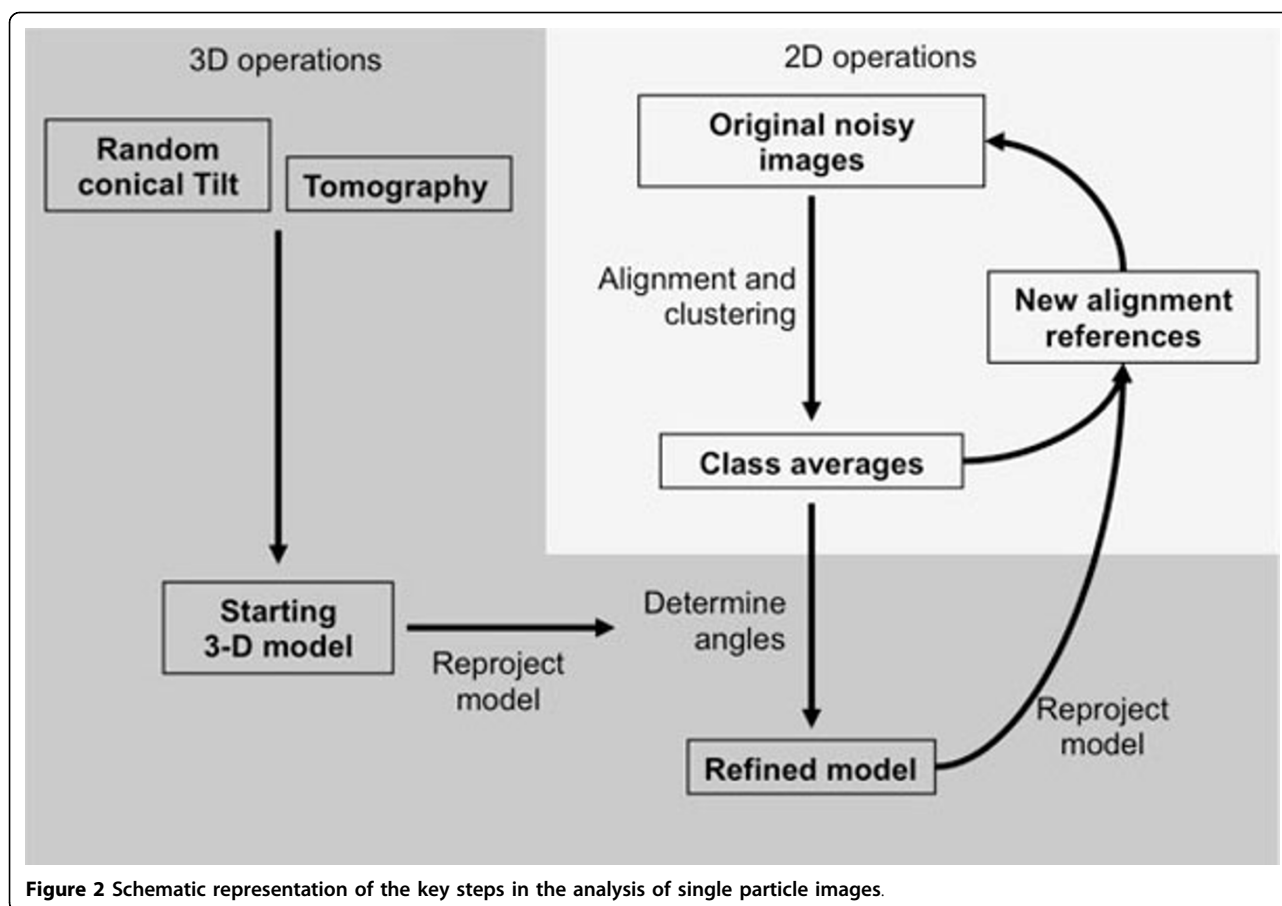 3D operations
2D operations
Random
conical Tilt
Tomography
Original noisy
images
Alignment and
clustering
New alignment
references
Class averages
Starting
3-D model
Reproject
model
Determine
angles
Refined model
Reproject
model
Figure 2 Schematic representation of the key steps in the analysis of single particle images.